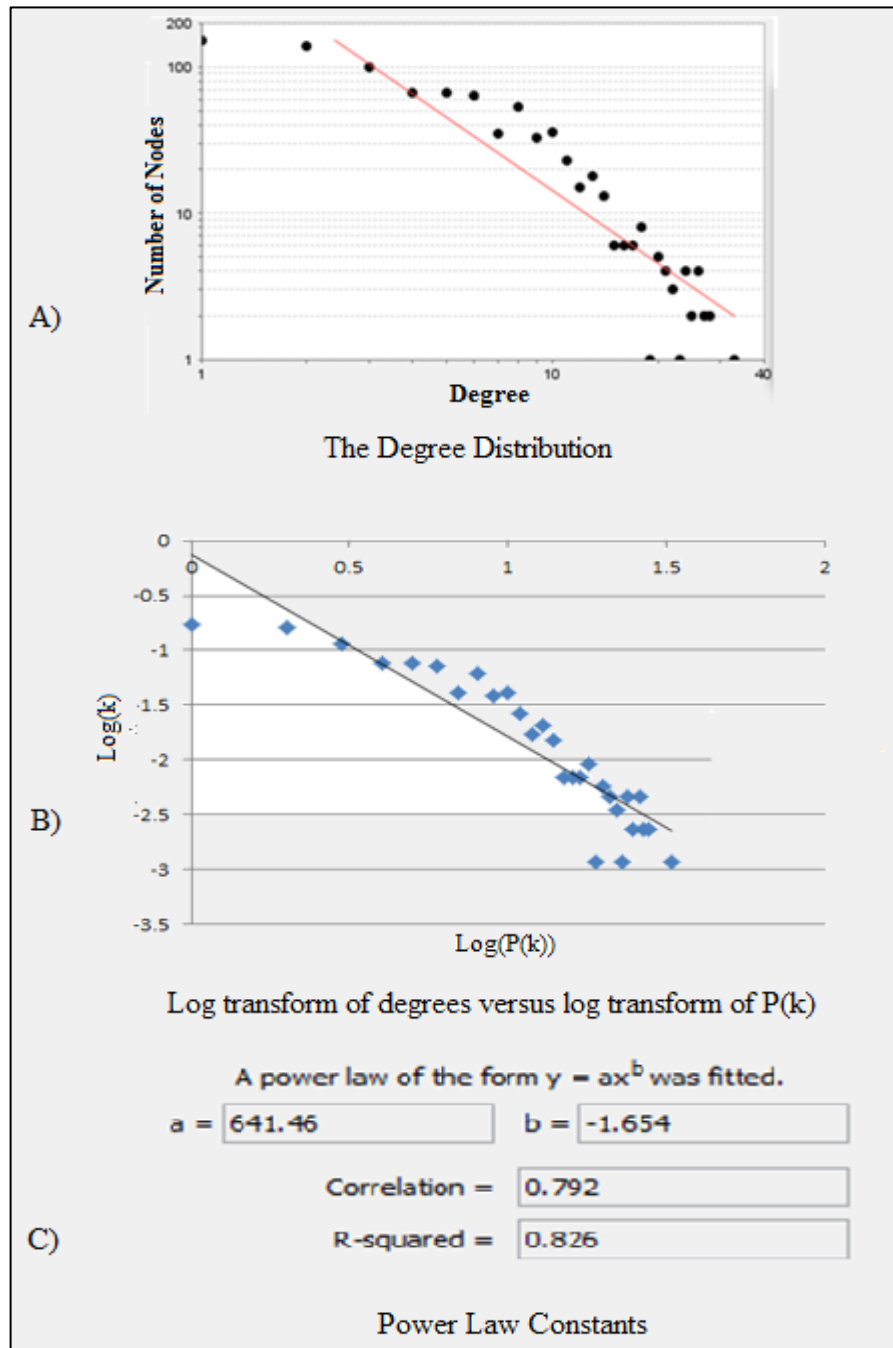 200
100
10
1
Number of Nodes
A)
1 10 40
Degree
The Degree Distribution
0
0 0.5 1 1.5 2
-0.5
-1
-1.5
-2
-2.5
-3
-3.5
Log(k)
B)
Log(P(k))
Log transform of degrees versus log transform of P(k)
A power law of the form y = axᵇ was fitted.
a = 641.46 b = -1.654
Correlation = 0.792
C) R-squared = 0.826
Power Law Constants